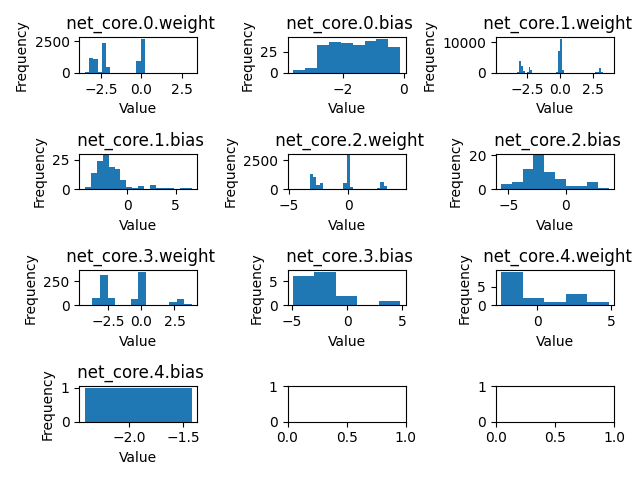 net_core.0.weight
net_core.0.bias
net_core.1.weight
Frequency
2500
0
−2.5
0.0
2.5
Value
Frequency
25
0
−2
0
Value
Frequency
10000
0
−2.5
0.0
2.5
Value
net_core.1.bias
net_core.2.weight
net_core.2.bias
Frequency
25
0
0
5
Value
Frequency
2500
0
−5
0
Value
Frequency
20
0
−5
0
Value
net_core.3.weight
net_core.3.bias
net_core.4.weight
Frequency
250
0
−2.5
0.0
2.5
Value
Frequency
5
0
−5
0
5
Value
Frequency
5
0
0
5
Value
net_core.4.bias
Frequency
1
0
−2.0
−1.5
Value
1
0
0.0
0.5
1.0
1
0
0.0
0.5
1.0